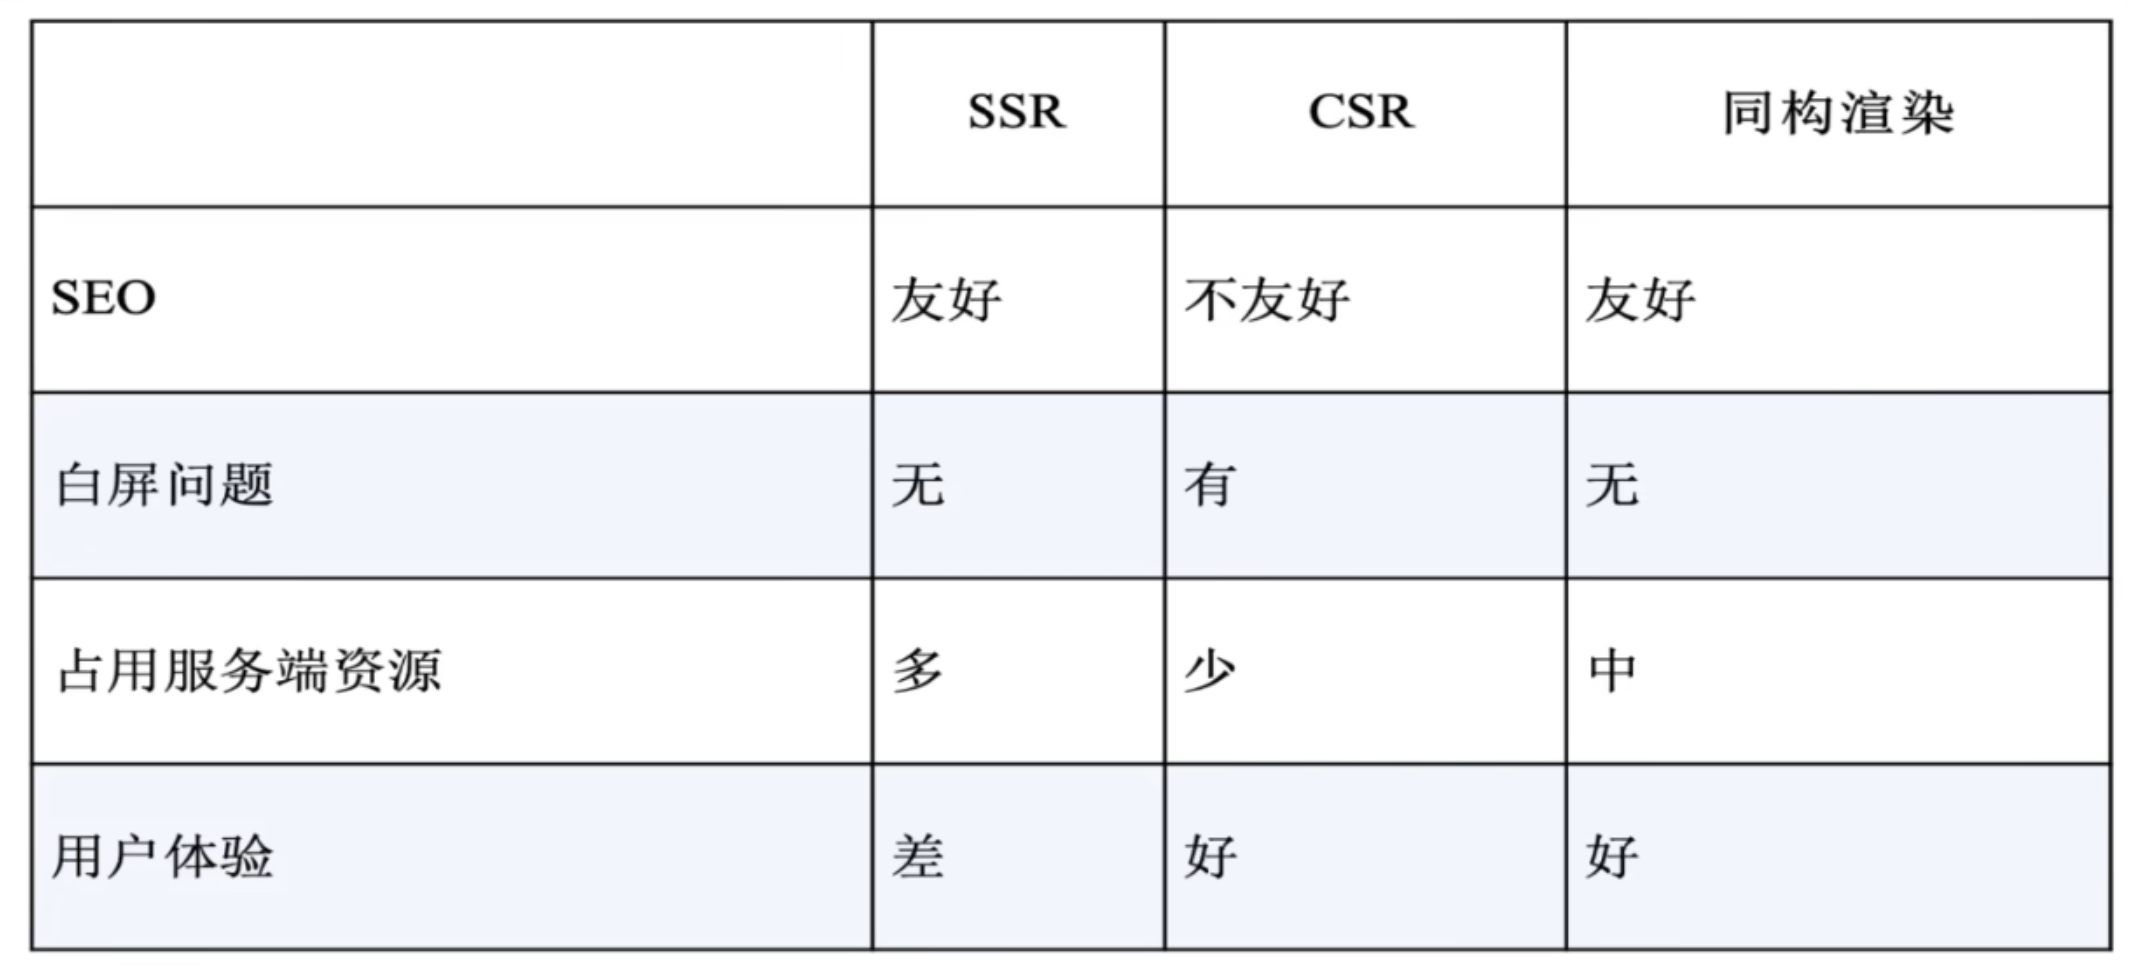 SSR CSR 同构渲染
SEO 友好 不友好 友好
白屏问题 无 有 无
占用服务端资源 多 少 中
用户体验 差 好 好